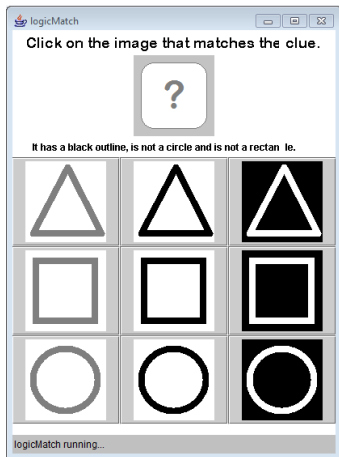 logicMatch
Click on the image that matches the clue.
?
It has a black outline, is not a circle and is not a rectan le.
logicMatch running...